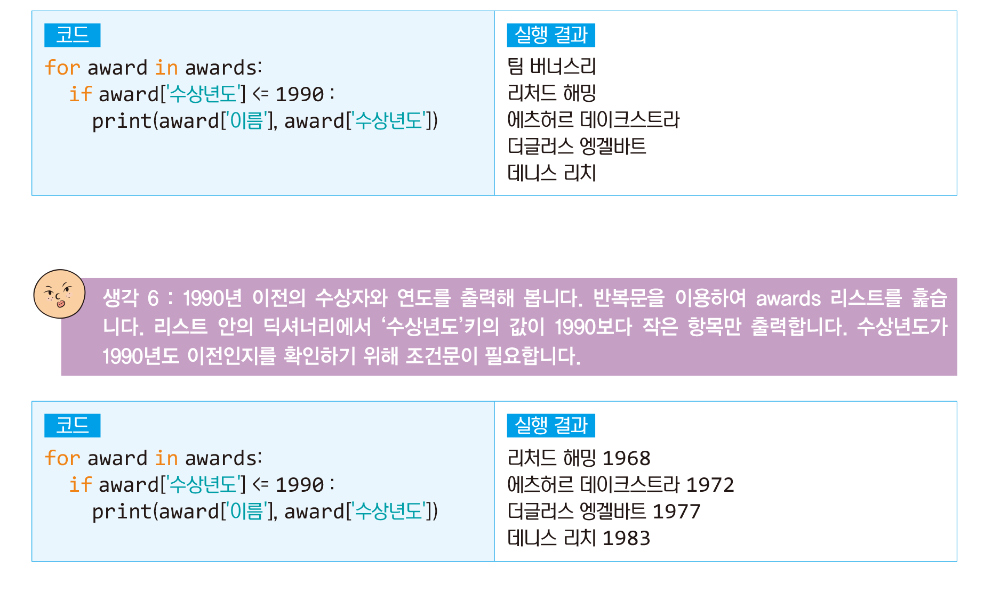 코드
for award in awards:
if award['수상년도'] <= 1990 :
print(award['이름'], award['수상년도'])
실행 결과
팀 버너스리
리처드 해밍
에츠허르 데이크스트라
더글러스 엥겔바트
데니스 리치
생각 6 : 1990년 이전의 수상자와 연도를 출력해 봅니다. 반복문을 이용하여 awards 리스트를 훑습
니다. 리스트 안의 딕셔너리에서 ‘수상년도’키의 값이 1990보다 작은 항목만 출력합니다. 수상년도가
1990년도 이전인지를 확인하기 위해 조건문이 필요합니다.
코드
for award in awards:
if award['수상년도'] <= 1990 :
print(award['이름'], award['수상년도'])
실행 결과
리처드 해밍 1968
에츠허르 데이크스트라 1972
더글러스 엥겔바트 1977
데니스 리치 1983